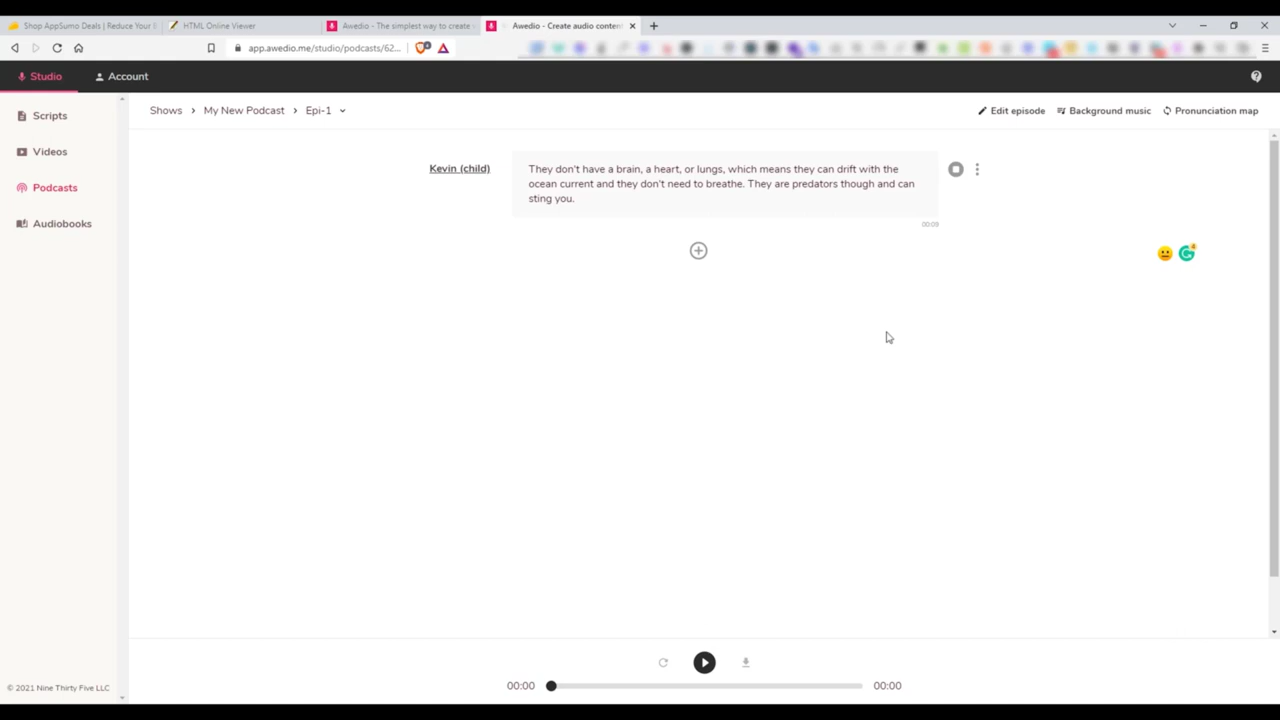 Shop AppSumo Deals | Reduce Your
HTML Online Viewer
Awedio - The simplest way to create
Awedio - Create audio content
app.awedio.me/studio/podcasts/62...
Studio
Account
Scripts
Videos
Podcasts
Audiobooks
Shows
My New Podcast
Epi-1
Edit episode
Background music
Pronunciation map
Kevin (child)
They don't have a brain, a heart, or lungs, which means they can drift with the
ocean current and they don't need to breathe. They are predators though and can
sting you.
00:09
00:00
00:00
© 2021 Nine Thirty Five LLC